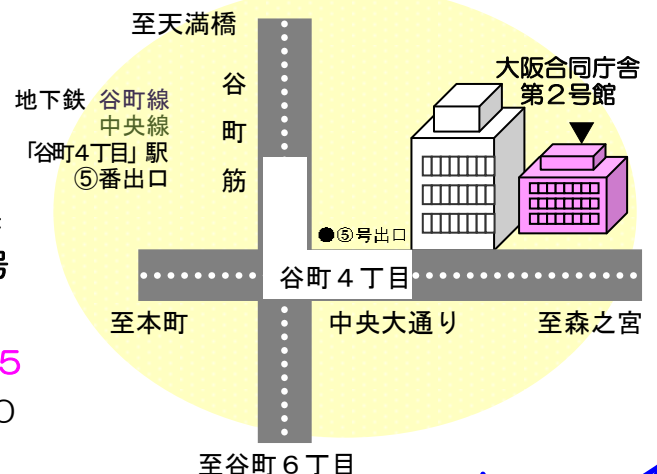 至天満橋
谷町筋
地下鉄 谷町線
中央線
「谷町4丁目」駅
⑤番出口
大阪合同庁舎
第2号館
●⑤号出口
号
谷町4丁目
至本町
中央大通り
至森之宮
5
0
至谷町6丁目